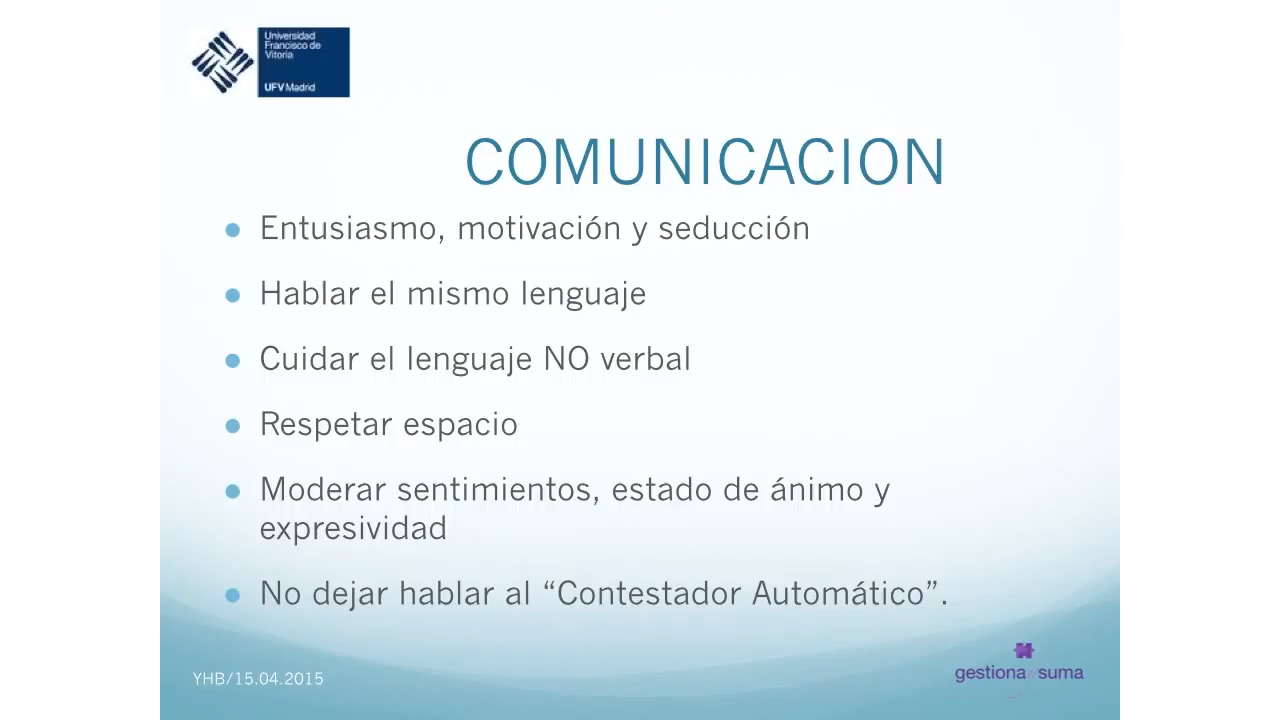 Universidad
Francisco de
Vitoria
UFV Madrid
COMUNICACION
Entusiasmo, motivación y seducción
Hablar el mismo lenguaje
Cuidar el lenguaje NO verbal
Respetar espacio
Moderar sentimientos, estado de ánimo y
expresividad
No dejar hablar al “Contestador Automático”.
YHB/15.04.2015
gestiona y suma